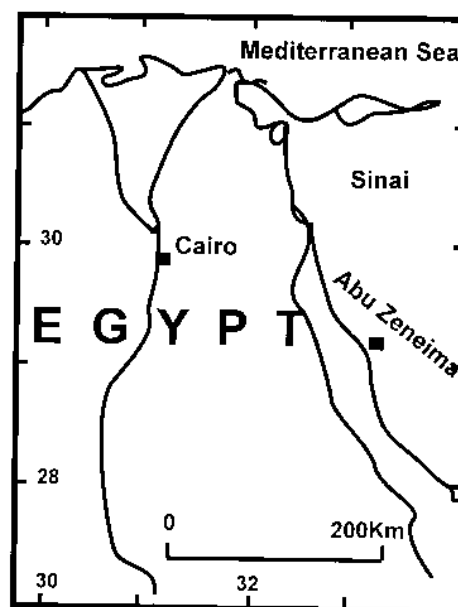 Mediterranean Sea
Sinai
30
Cairo
Abu Zeneima
E G Y P T
28
0
200Km
30
32